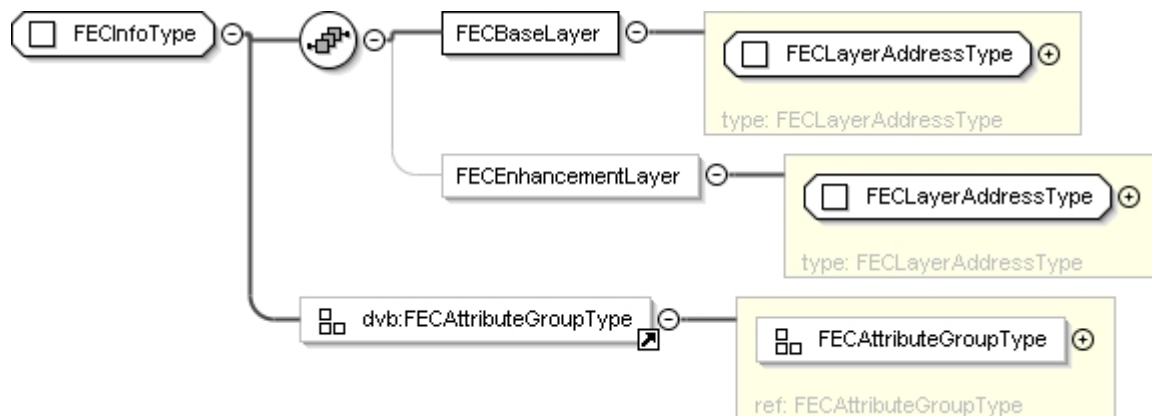 FECInfoType
FECBaseLayer
FECLayerAddressType
type: FECLayerAddressType
FECEnhancementLayer
FECLayerAddressType
type: FECLayerAddressType
dvb:FECAttributeGroupType
FECAttributeGroupType
ref: FECAttributeGroupType